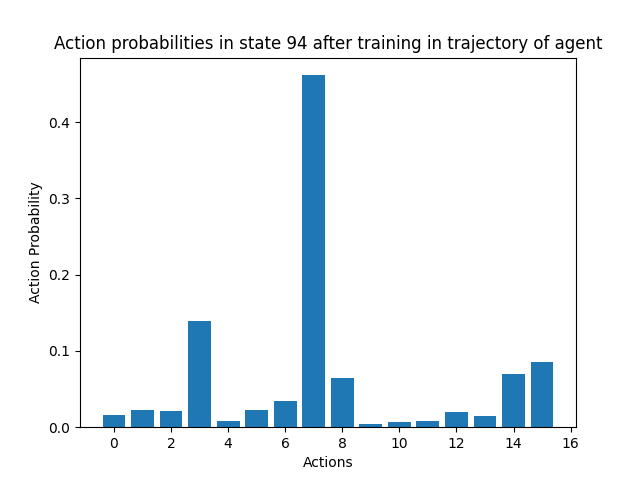 Action probabilities in state 94 after training in trajectory of agent
0.4
0.3
0.2
0.1
0.0
Action Probability
0 2 4 6 8 10 12 14 16
Actions